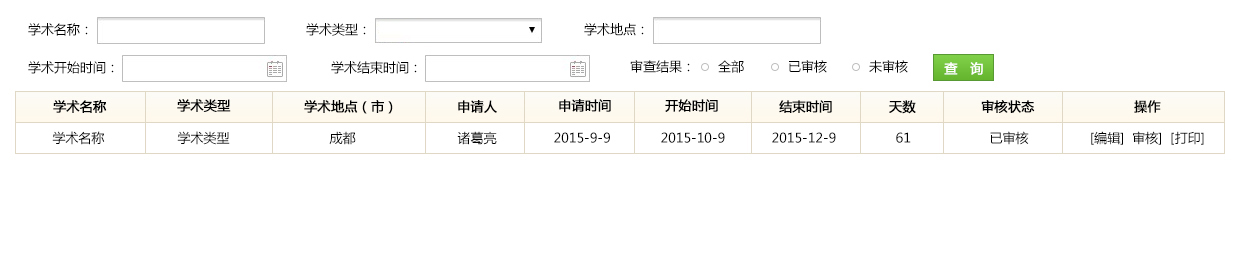 学术名称： 学术类型： 学术地点：
学术开始时间： 学术结束时间： 审查结果： 全部 已审核 未审核 查 询
学术名称 学术类型 学术地点（市） 申请人 申请时间 开始时间 结束时间 天数 审核状态 操作
学术名称 学术类型 成都 诸葛亮 2015-9-9 2015-10-9 2015-12-9 61 已审核 [编辑] 审核] [打印]